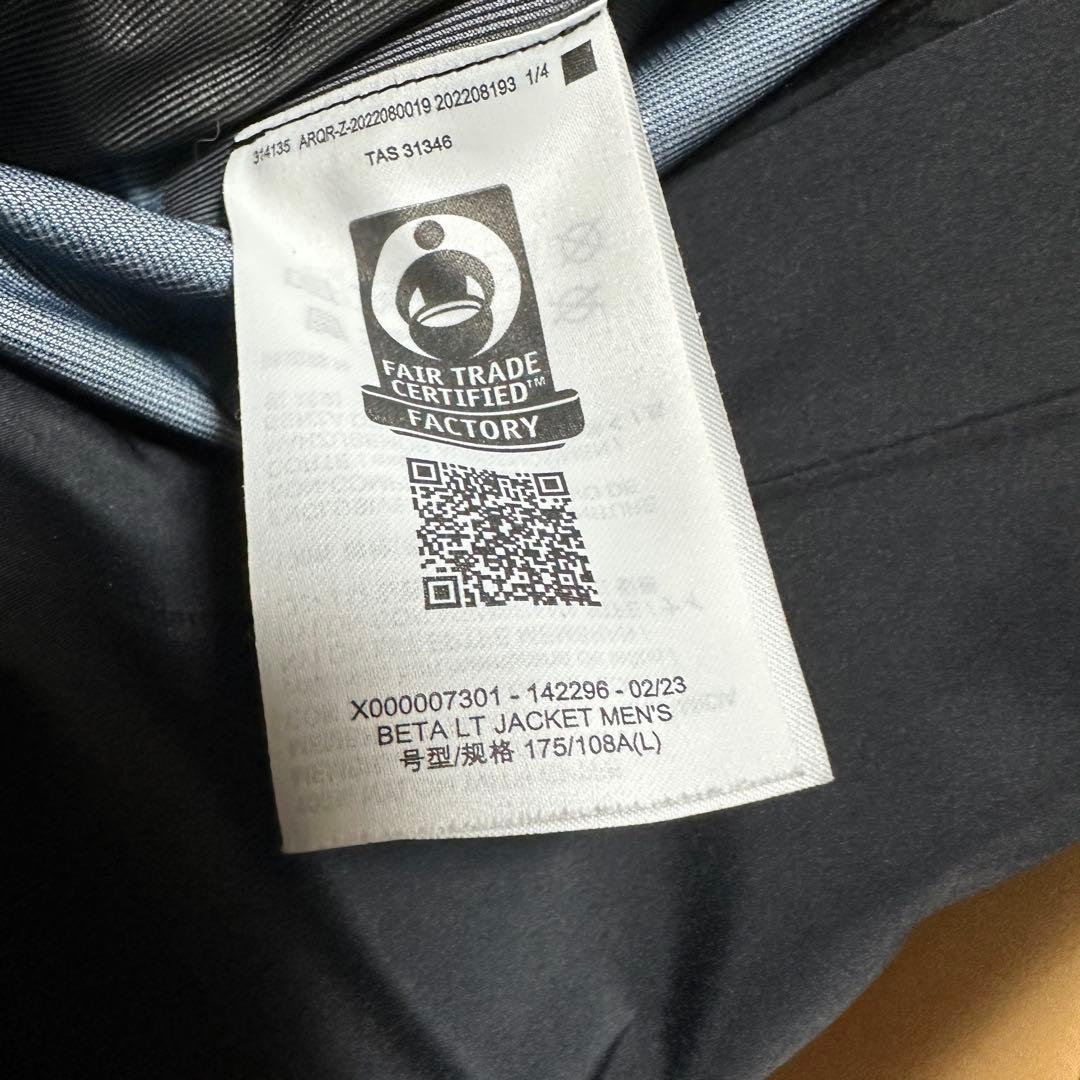 314135 ARQR-Z-2022080019 202208193 1/4
TAS 31346
FAIR TRADE
CERTIFIED™
FACTORY
X000007301 - 142296 - 02/23
BETA LT JACKET MEN'S
号型/规格 175/108A(L)